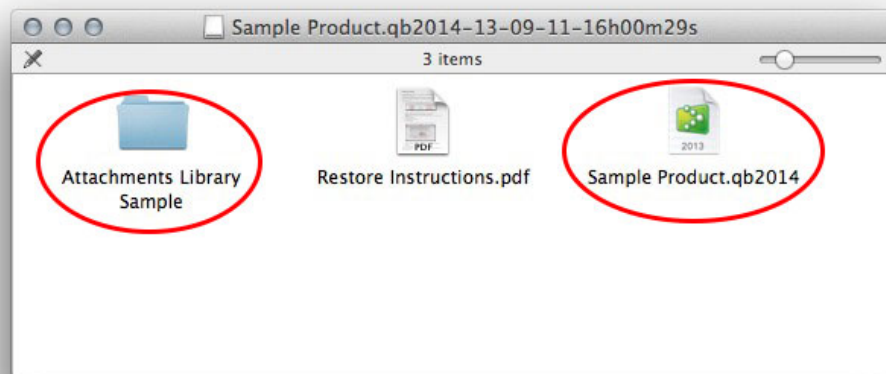 Sample Product.qb2014-13-09-11-16h00m29s
3 items
PDF
2013
Attachments Library
Sample
Restore Instructions.pdf
Sample Product.qb2014